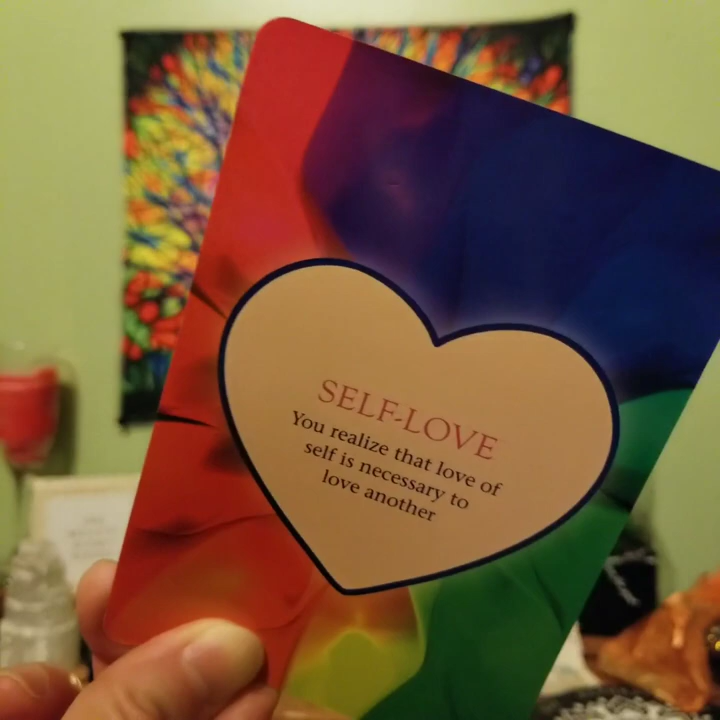 SELF-LOVE
You realize that love of
self is necessary to
love another